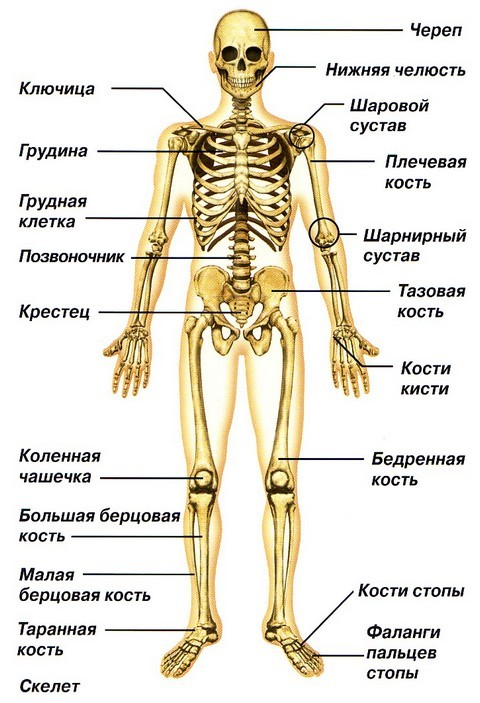 Череп
Нижняя челюсть
Ключица
Шаровой
сустав
Грудина
Плечевая
кость
Грудная
клетка
Шарнирный
сустав
Позвоночник
Тазовая
кость
Крестец
Кости
кисти
Коленная
чашечка
Бедренная
кость
Большая берцовая
кость
Малая
берцовая кость
Кости стопы
Таранная
кость
Фаланги
пальцев
стопы
Скелет